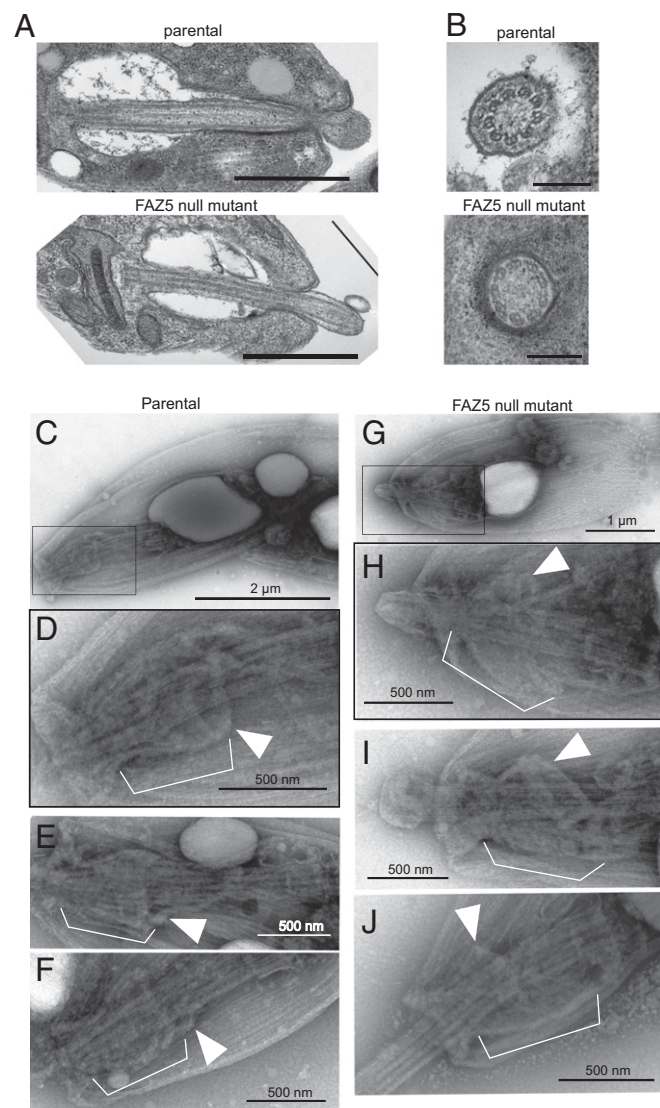 A
parental
FAZ5 null mutant
B
parental
FAZ5 null mutant
Parental
C
2 µm
D
500 nm
E
500 nm
F
500 nm
FAZ5 null mutant
G
1 µm
H
500 nm
I
500 nm
J
500 nm